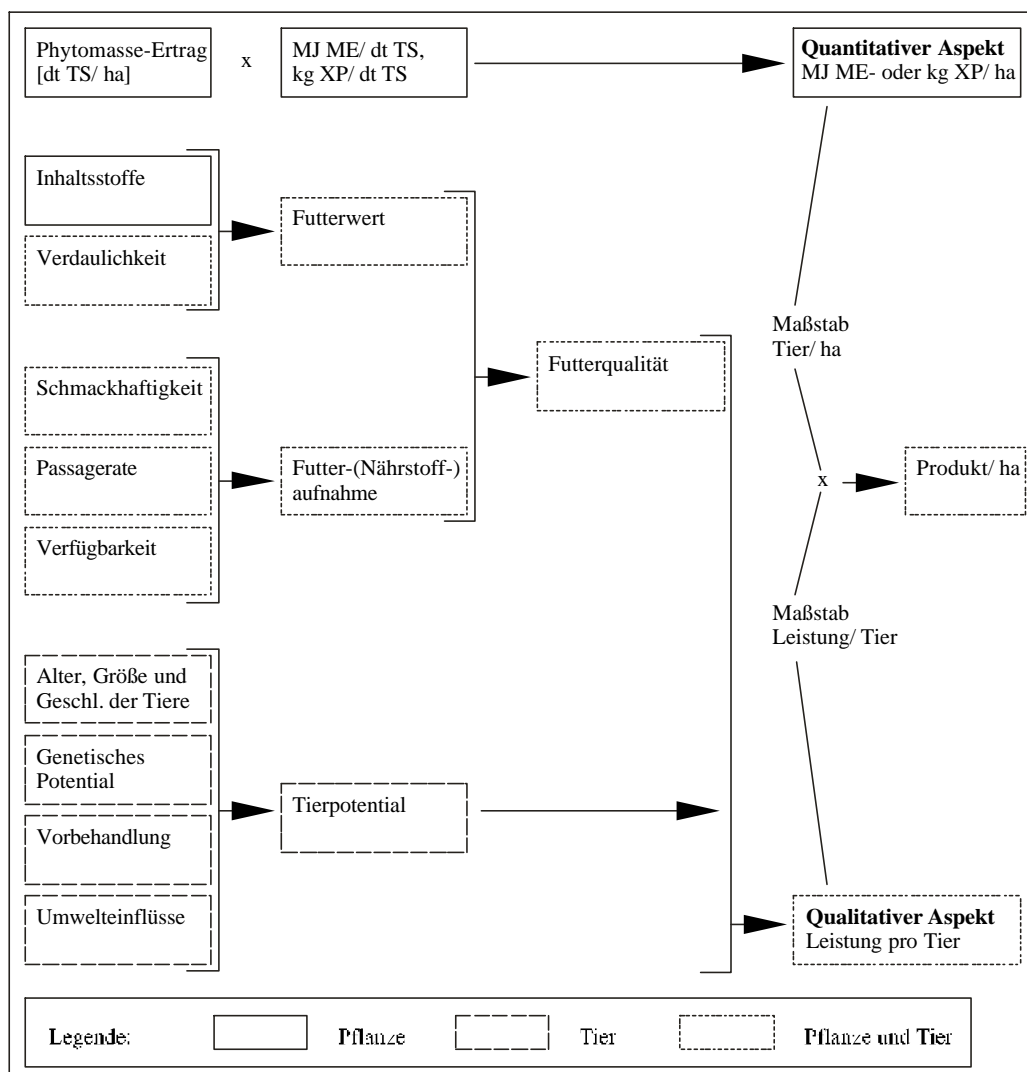 Phytomasse-Ertrag
[dt TS/ ha]
x
MJ ME/ dt TS,
kg XP/ dt TS
Quantitativer Aspekt
MJ ME- oder kg XP/ ha
Inhaltsstoffe
Verdaulichkeit
Futterwert
Schmackhaftigkeit
Passagerate
Verfügbarkeit
Futter-(Nährstoff-)
aufnahme
Futterqualität
Maßstab
Tier/ ha
x
Produkt/ ha
Maßstab
Leistung/ Tier
Alter, Größe und
Geschl. der Tiere
Genetisches
Potential
Vorbehandlung
Umwelteinflüsse
Tierpotential
Qualitativer Aspekt
Leistung pro Tier
Legende: Pflanze Tier Pflanze und Tier